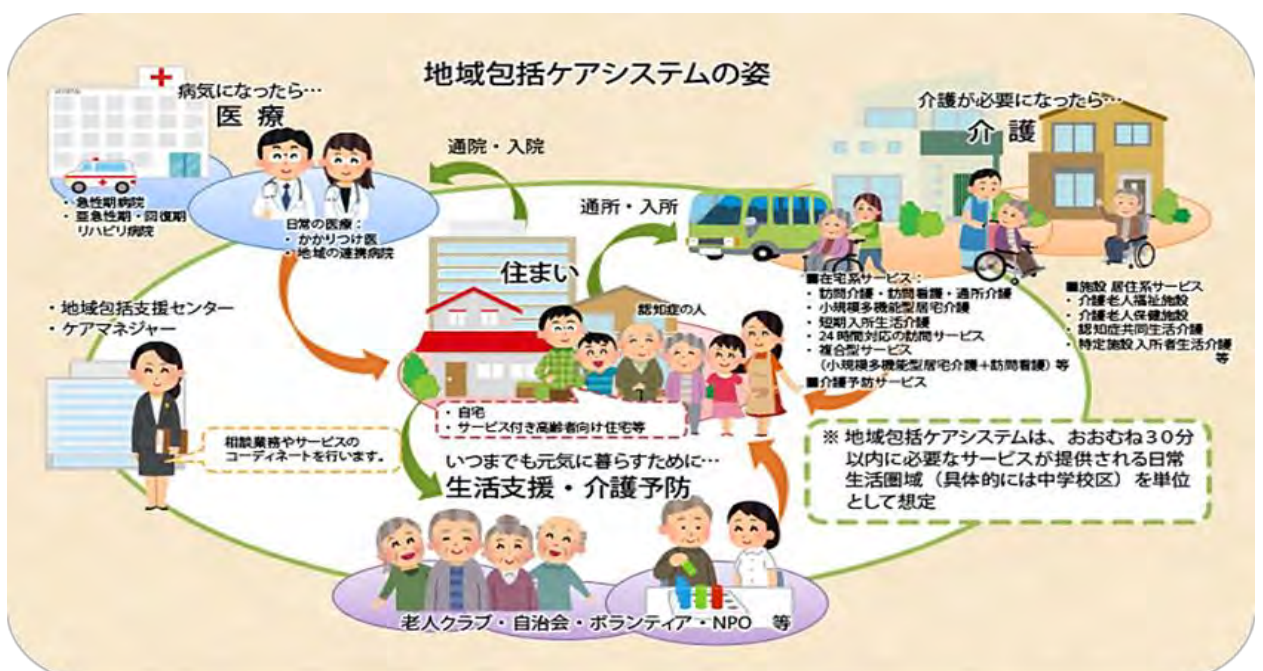 地域包括ケアシステムの姿
病気になったら…
医 療
・急性期病院
・亜急性期・回復期
リハビリ病院
日常の医療：
・かかりつけ医
・地域の連携病院
通院・入院
通所・入所
介護が必要になったら…
介 護
■在宅系サービス：
・訪問介護・訪問看護・通所介護
・小規模多機能型居宅介護
・短期入所生活介護
・24時間対応の訪問サービス
・複合型サービス
（小規模多機能型居宅介護＋訪問看護）等
■介護予防サービス
■施設 居住系サービス
・介護老人福祉施設
・介護老人保健施設
・認知症共同生活介護
・特定施設入所者生活介護
等
住まい
認知症の人
・自宅
・サービス付き高齢者向け住宅等
・地域包括支援センター
・ケアマネジャー
相談業務やサービスの
コーディネートを行います。
いつまでも元気に暮らすために…
生活支援・介護予防
老人クラブ・自治会・ボランティア・NPO 等
※ 地域包括ケアシステムは、おおむね３０分
以内に必要なサービスが提供される日常
生活圏域（具体的には中学校区）を単位
として想定